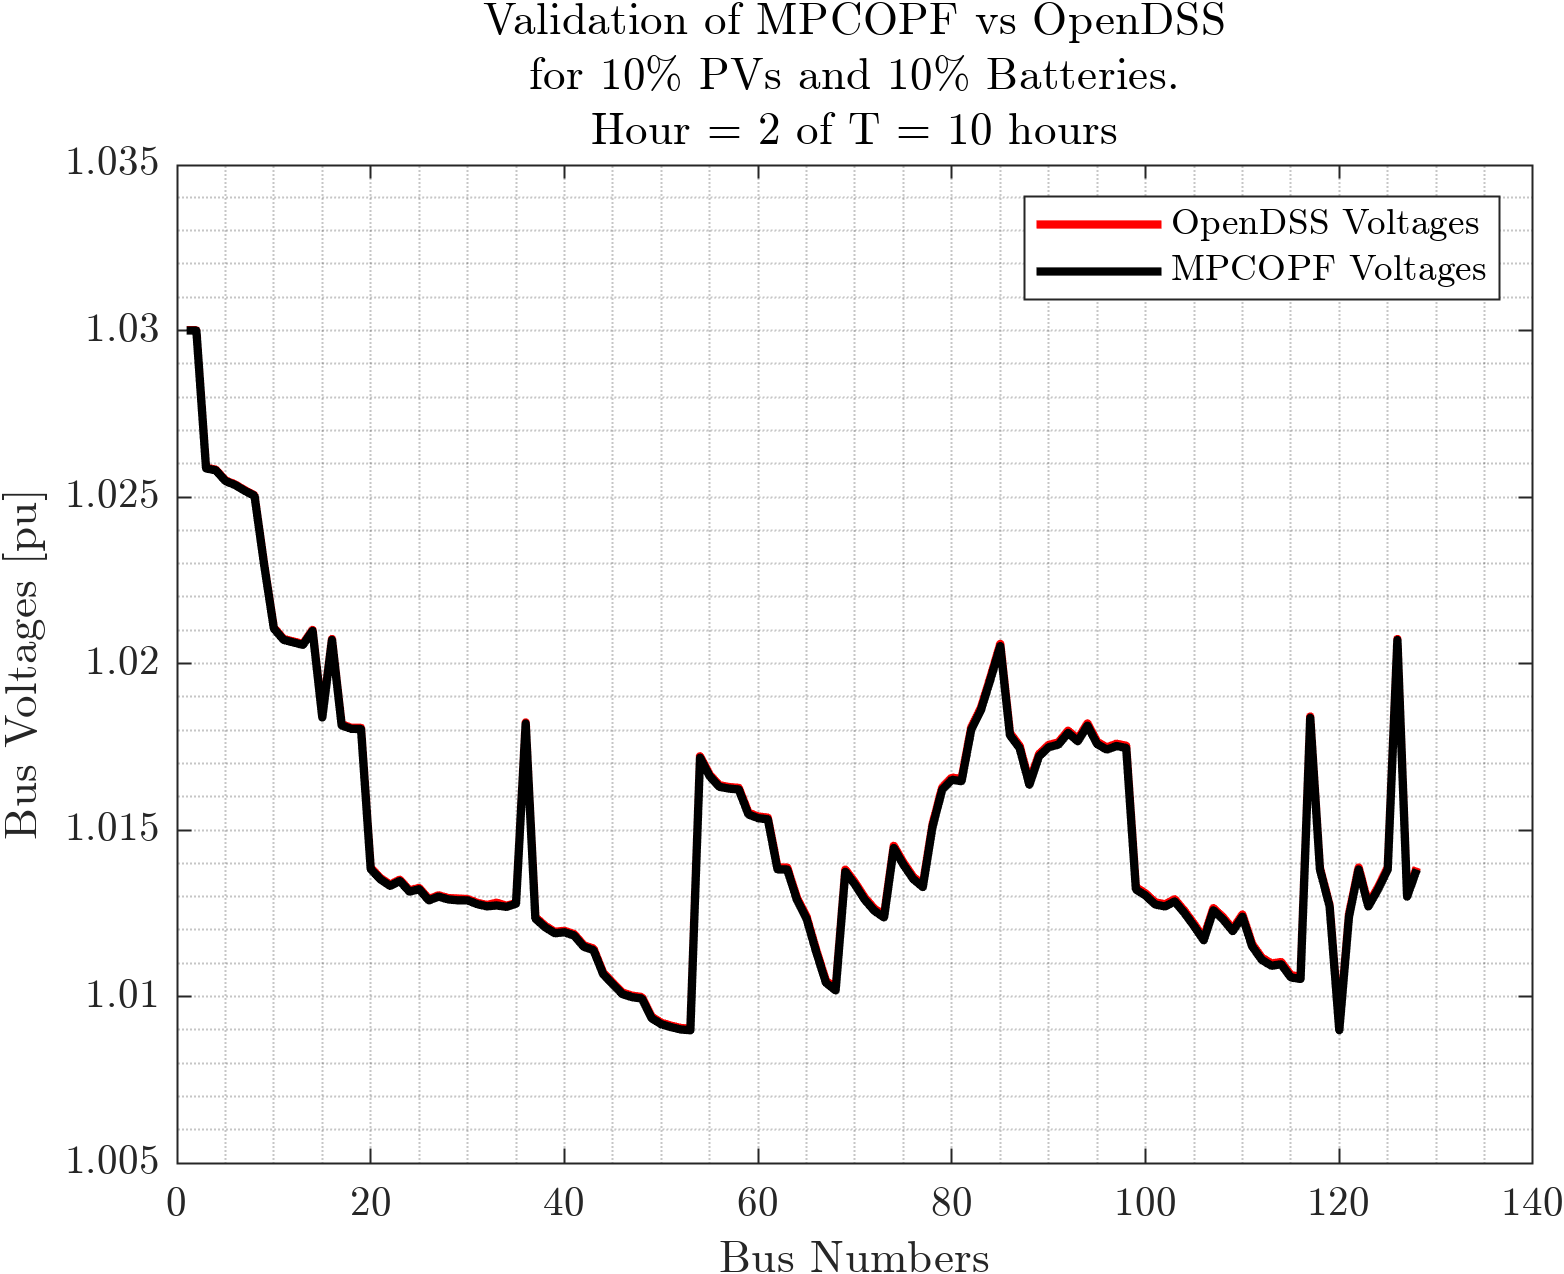 Validation of MPCOPF vs OpenDSS
for 10% PVs and 10% Batteries.
Hour = 2 of T = 10 hours
OpenDSS Voltages
MPCOPF Voltages
Bus Voltages [pu]
1.035
1.03
1.025
1.02
1.015
1.01
1.005
0
20
40
60
80
100
120
140
Bus Numbers